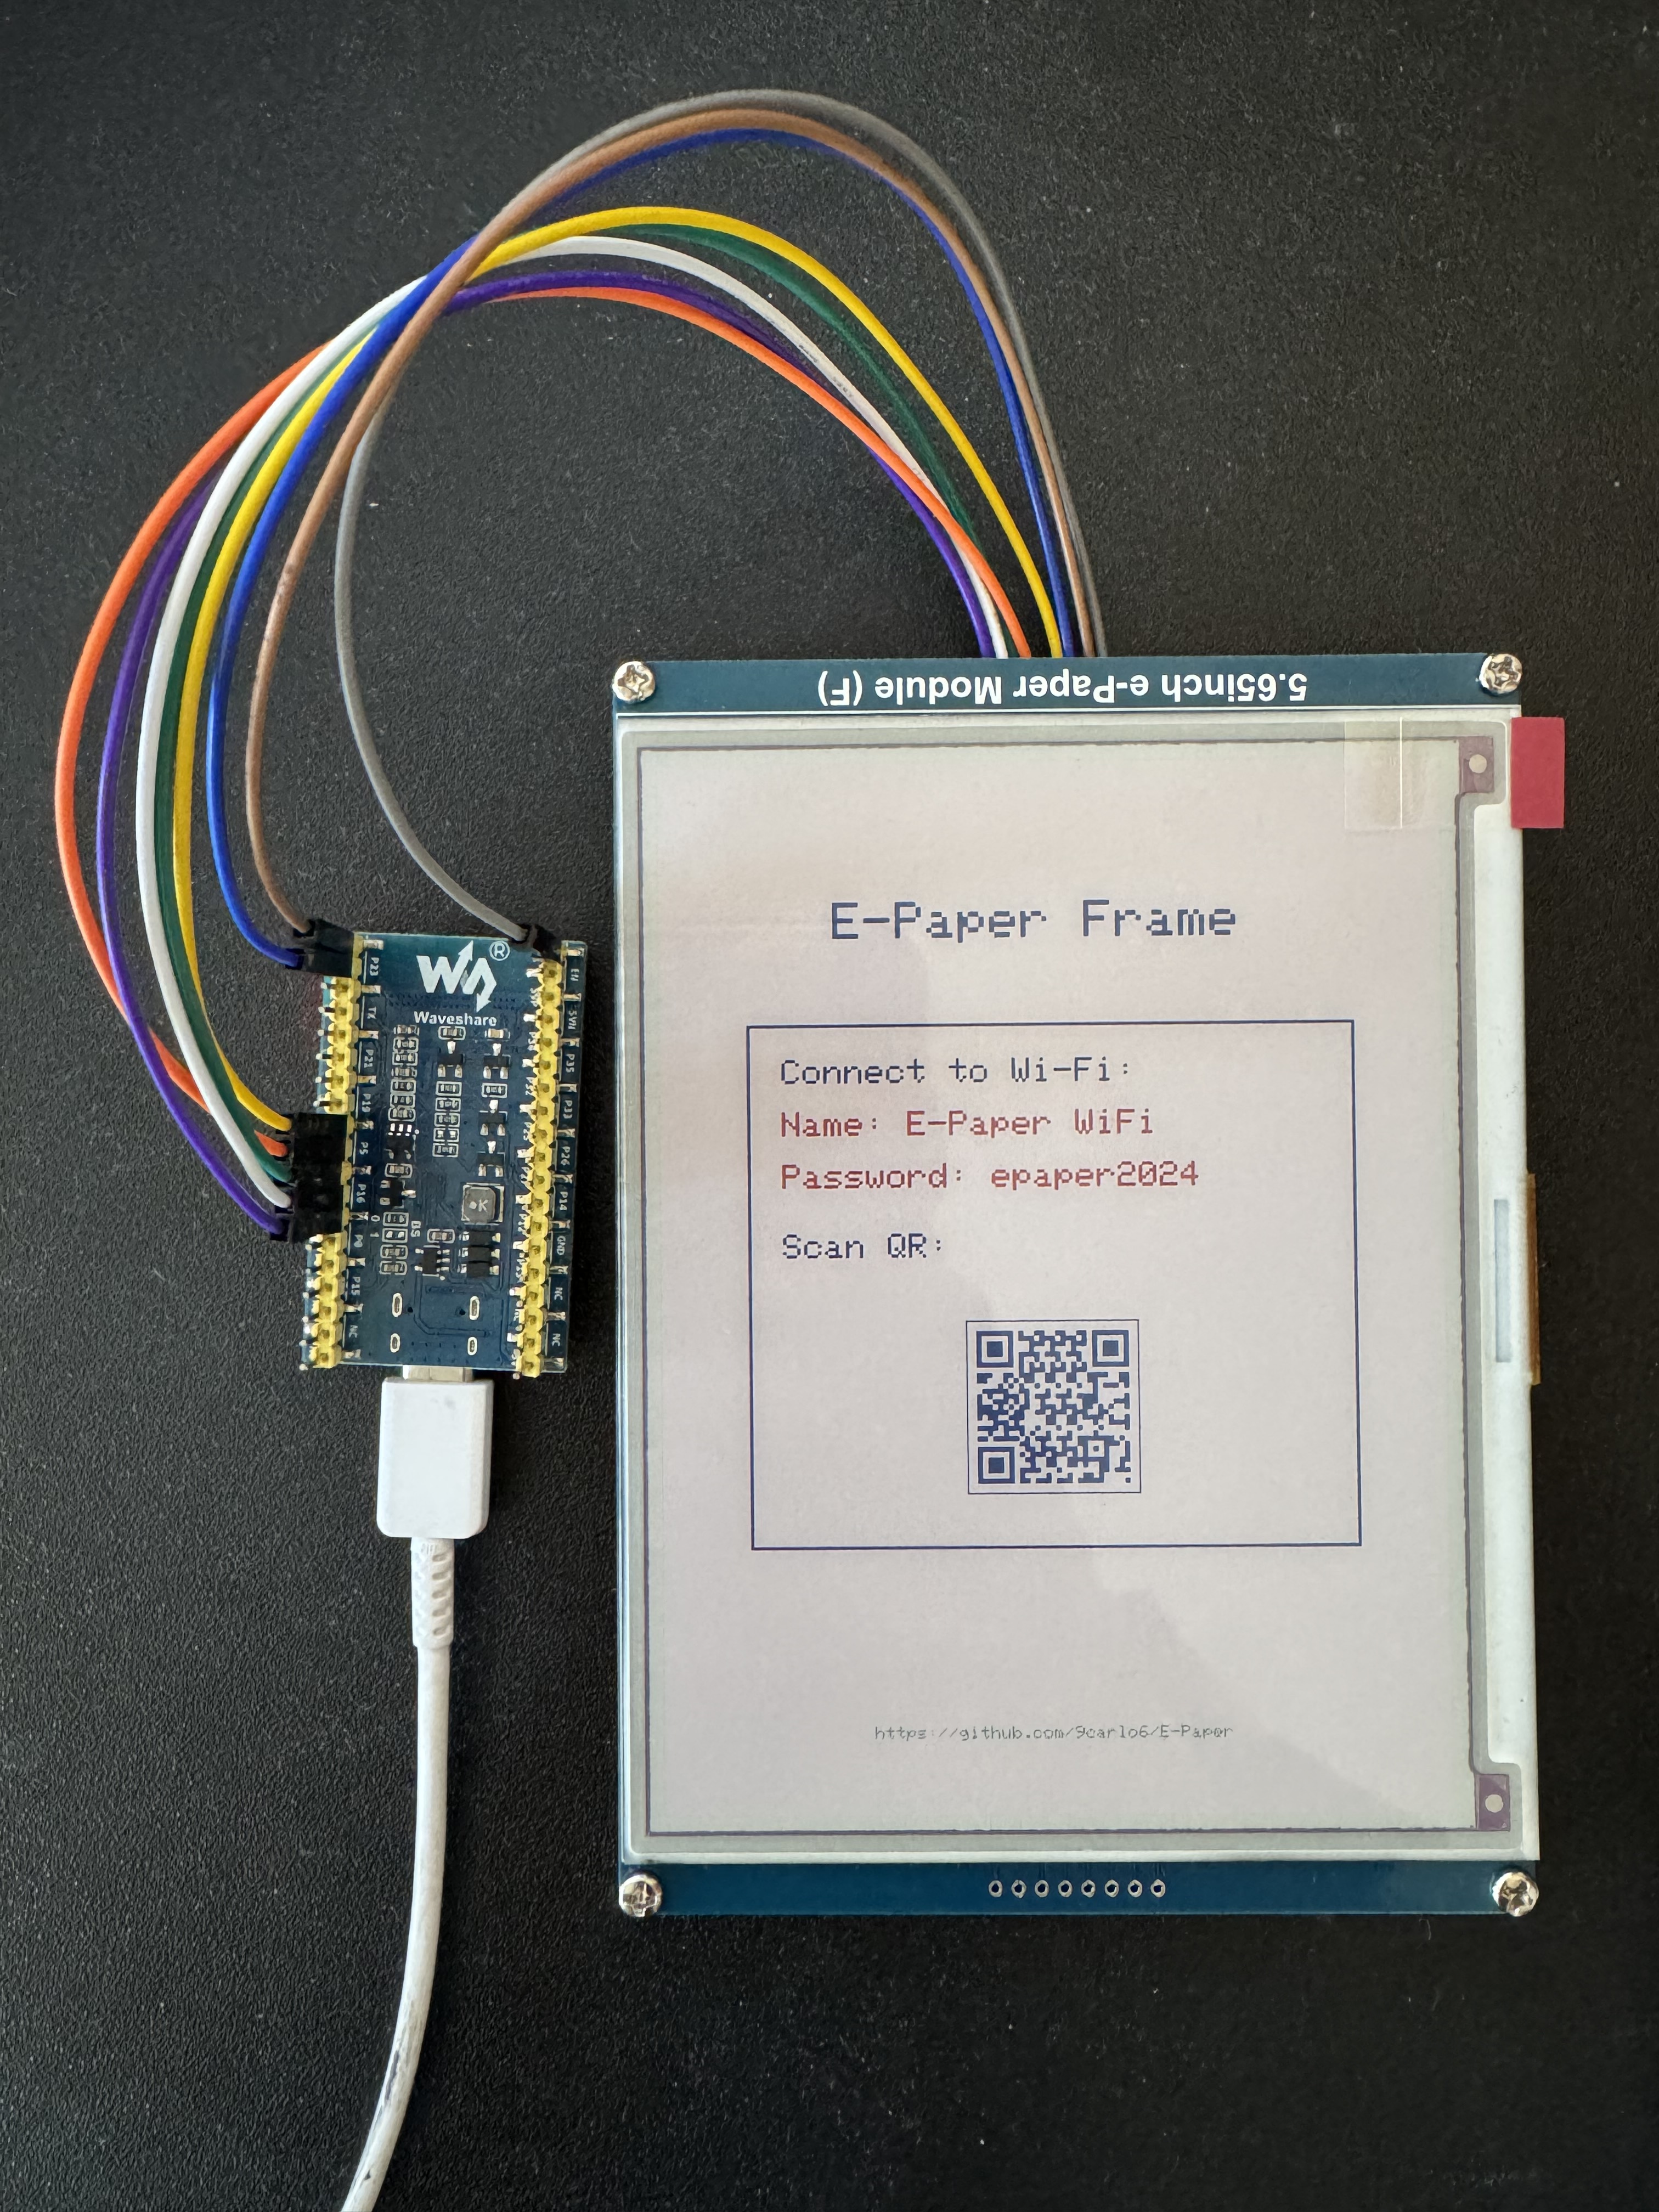 5.65inch e-Paper Module (F)
E-Paper Frame
Connect to Wi-Fi:
Name: E-Paper WiFi
Password: epaper2024
Scan QR:
https://github.com/9carlo6/E-Paper
WS
®
Waveshare
P23
TX
P21
P19
P5
P16
P0
P15
NC
EN
SVN
P35
P33
P26
P14
GND
NC
NC